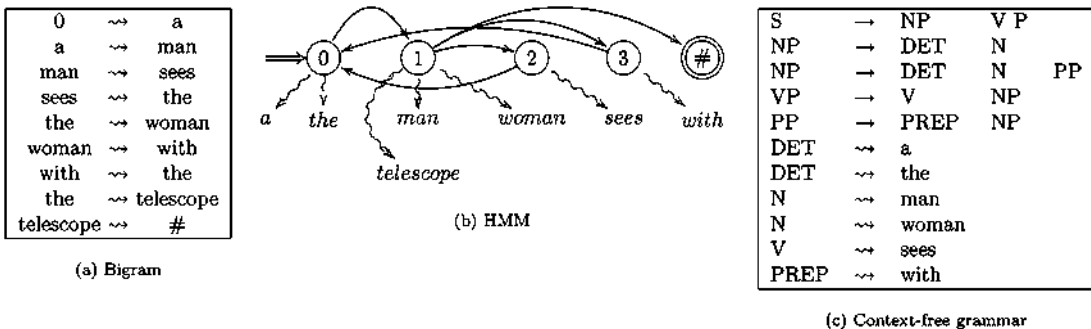 0 ⇝ a
a ⇝ man
man ⇝ sees
sees ⇝ the
the ⇝ woman
woman ⇝ with
with ⇝ the
the ⇝ telescope
telescope ⇝ #
(a) Bigram
0 1 2 3 #
a the man woman sees with
telescope
(b) HMM
S → NP V P
NP → DET N
NP → DET N PP
VP → V NP
PP → PREP NP
DET ⇝ a
DET ⇝ the
N ⇝ man
N ⇝ woman
V ⇝ sees
PREP ⇝ with
(c) Context-free grammar